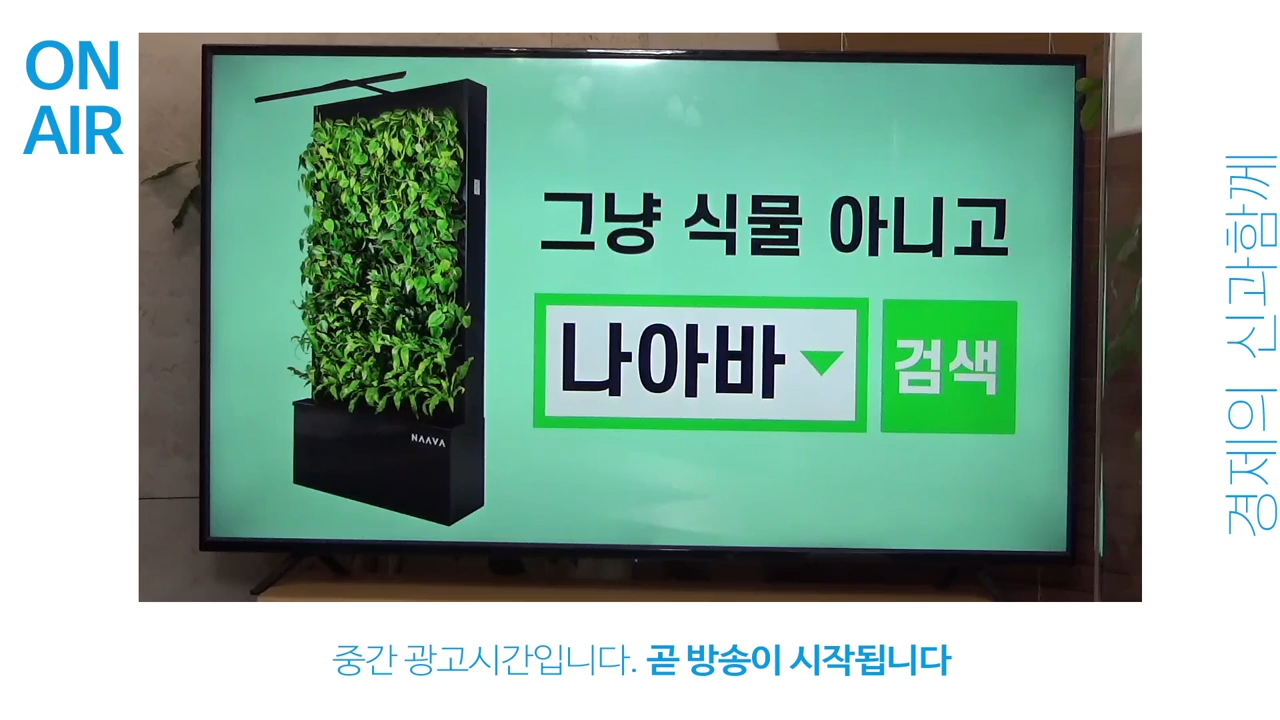 ON
AIR
그냥 식물 아니고
나아바
검색
NAAVA
경제의 신과함께
중간 광고시간입니다. 곧 방송이 시작됩니다